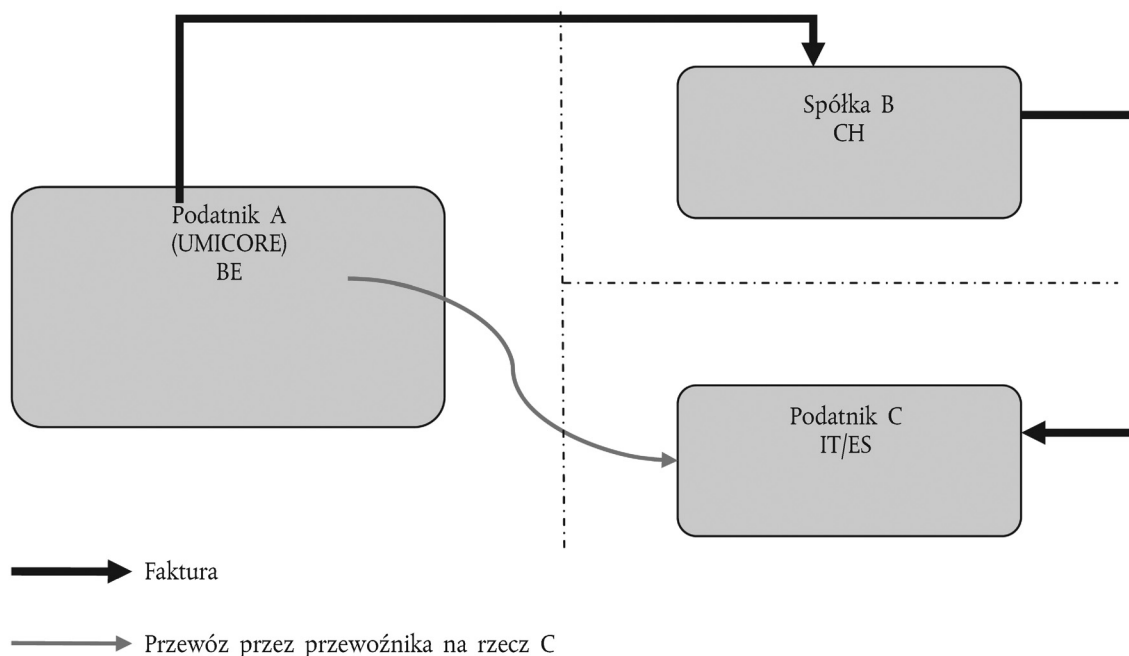 Spółka B
CH
Podatnik A
(UMICORE)
BE
Podatnik C
IT/ES
Faktura
Przewóz przez przewoźnika na rzecz C